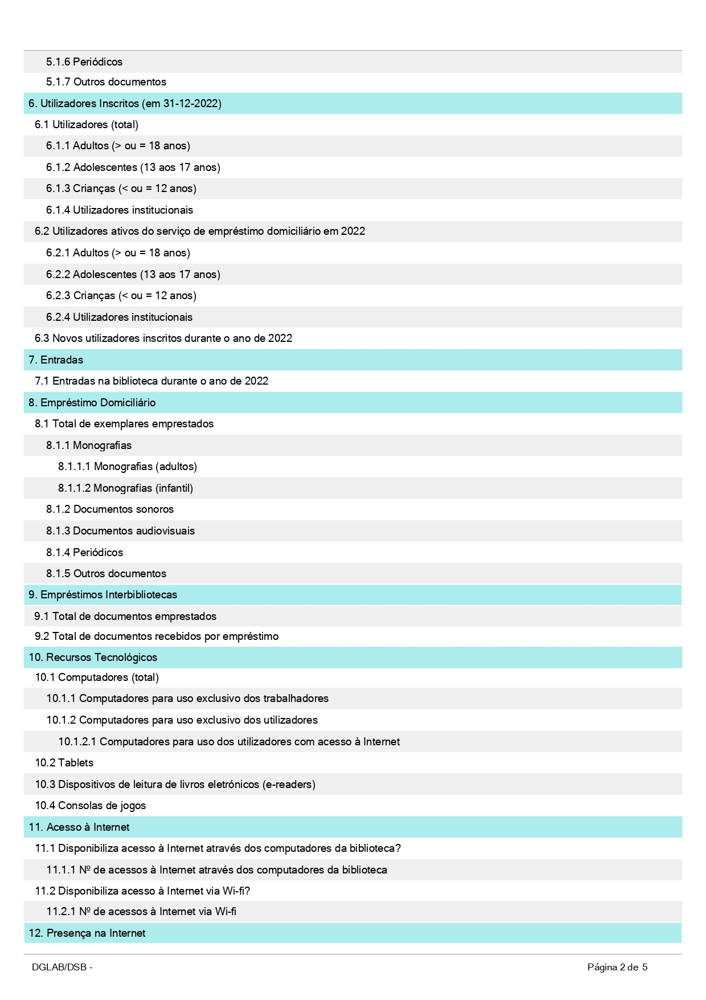 5.1.6 Periódicos
5.1.7 Outros documentos
6. Utilizadores Inscritos (em 31-12-2022)
6.1 Utilizadores (total)
6.1.1 Adultos (> ou = 18 anos)
6.1.2 Adolescentes (13 aos 17 anos)
6.1.3 Crianças (< ou = 12 anos)
6.1.4 Utilizadores institucionais
6.2 Utilizadores ativos do serviço de empréstimo domiciliário em 2022
6.2.1 Adultos (> ou = 18 anos)
6.2.2 Adolescentes (13 aos 17 anos)
6.2.3 Crianças (< ou = 12 anos)
6.2.4 Utilizadores institucionais
6.3 Novos utilizadores inscritos durante o ano de 2022
7. Entradas
7.1 Entradas na biblioteca durante o ano de 2022
8. Empréstimo Domiciliário
8.1 Total de exemplares emprestados
8.1.1 Monografias
8.1.1.1 Monografias (adultos)
8.1.1.2 Monografias (infantil)
8.1.2 Documentos sonoros
8.1.3 Documentos audiovisuais
8.1.4 Periódicos
8.1.5 Outros documentos
9. Empréstimos Interbibliotecas
9.1 Total de documentos emprestados
9.2 Total de documentos recebidos por empréstimo
10. Recursos Tecnológicos
10.1 Computadores (total)
10.1.1 Computadores para uso exclusivo dos trabalhadores
10.1.2 Computadores para uso exclusivo dos utilizadores
10.1.2.1 Computadores para uso dos utilizadores com acesso à Internet
10.2 Tablets
10.3 Dispositivos de leitura de livros eletrónicos (e-readers)
10.4 Consolas de jogos
11. Acesso à Internet
11.1 Disponibiliza acesso à Internet através dos computadores da biblioteca?
11.1.1 Nº de acessos à Internet através dos computadores da biblioteca
11.2 Disponibiliza acesso à Internet via Wi-fi?
11.2.1 Nº de acessos à Internet via Wi-fi
12. Presença na Internet
DGLAB/DSB - Página 2 de 5